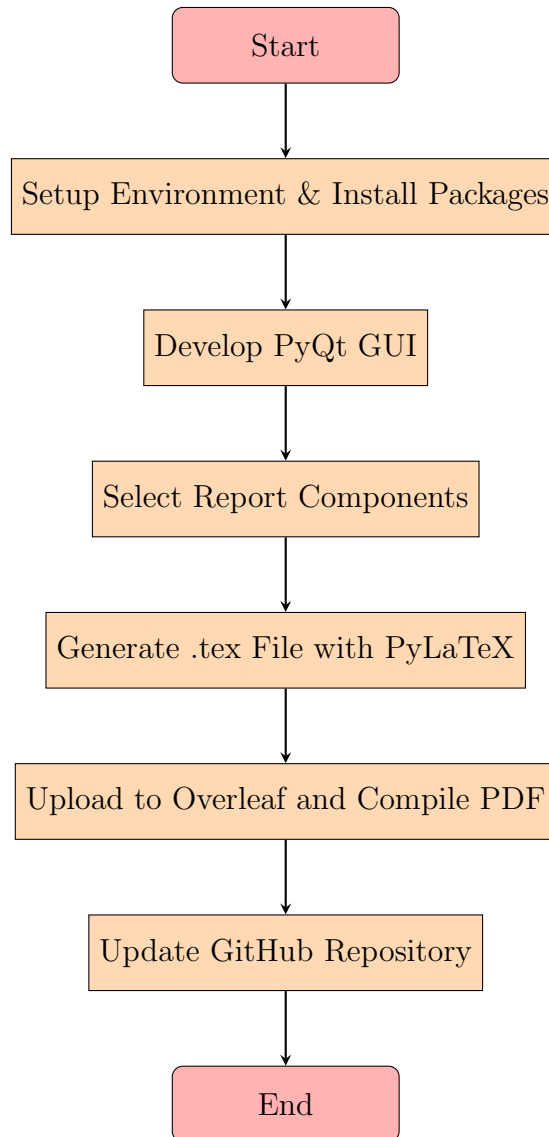 Start
Setup Environment & Install Packages
Develop PyQt GUI
Select Report Components
Generate .tex File with PyLaTeX
Upload to Overleaf and Compile PDF
Update GitHub Repository
End